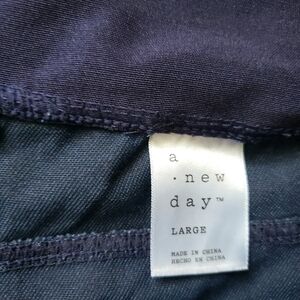 a
· new
day™
LARGE
MADE IN CHINA
HECHO EN CHINA